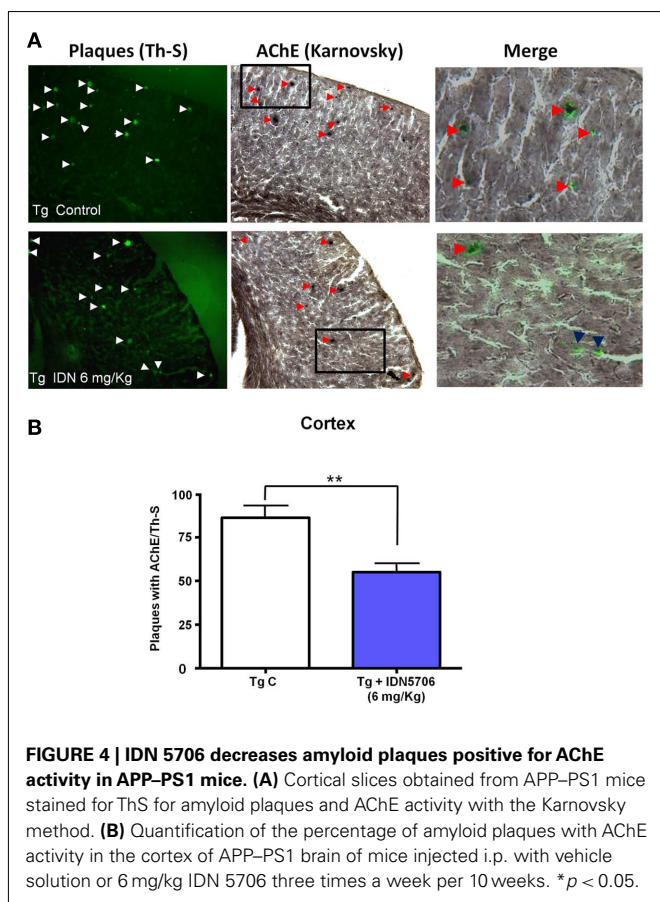 A
Plaques (Th-S)
AChE (Karnovsky)
Merge
Tg Control
Tg IDN 6 mg/Kg
B
Cortex
**
100
75
50
25
0
Plaques with AChE/Th-S
Tg C
Tg + IDN5706
(6 mg/Kg)
FIGURE 4 | IDN 5706 decreases amyloid plaques positive for AChE
activity in APP–PS1 mice. (A) Cortical slices obtained from APP–PS1 mice
stained for ThS for amyloid plaques and AChE activity with the Karnovsky
method. (B) Quantification of the percentage of amyloid plaques with AChE
activity in the cortex of APP–PS1 brain of mice injected i.p. with vehicle
solution or 6 mg/kg IDN 5706 three times a week per 10 weeks. *p < 0.05.